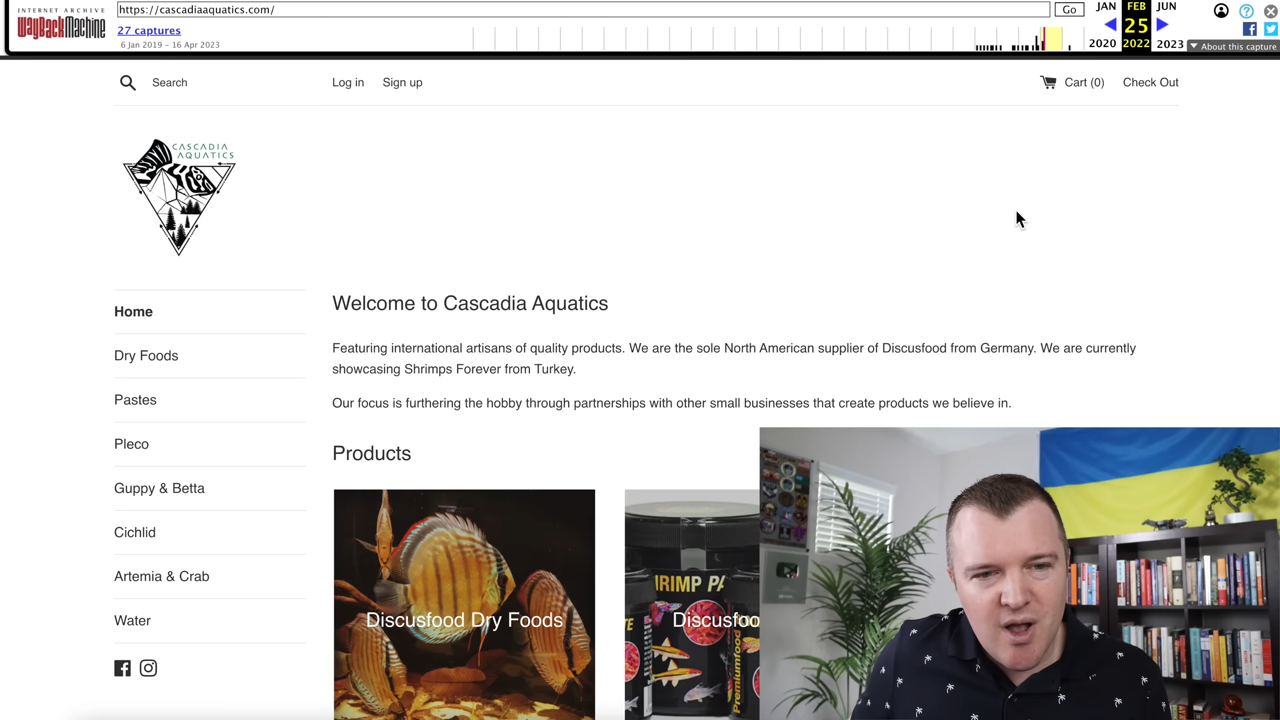 INTERNET ARCHIVE
WayBackMachine
https://cascadiaaquatics.com/
Go
27 captures
6 Jan 2019 – 16 Apr 2023
JAN FEB JUN
25
2020 2022 2023
About this capture
Search
Log in
Sign up
Cart (0)
Check Out
CASCADIA
AQUATICS
Home
Dry Foods
Pastes
Pleco
Guppy & Betta
Cichlid
Artemia & Crab
Water
Welcome to Cascadia Aquatics
Featuring international artisans of quality products. We are the sole North American supplier of Discusfood from Germany. We are currently
showcasing Shrimps Forever from Turkey.
Our focus is furthering the hobby through partnerships with other small businesses that create products we believe in.
Products
Discusfood Dry Foods
RIMP PA
Discusfoo
Premiumfood